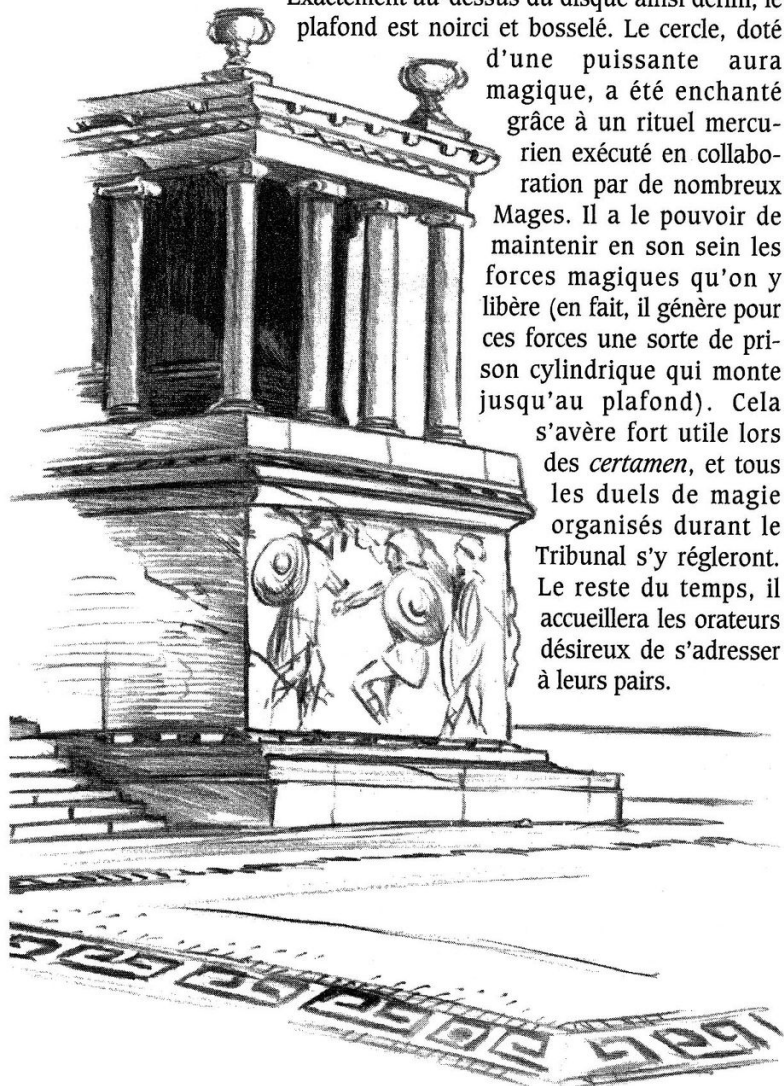 Exactement au-dessus du disque ainsi défini, le
plafond est noirci et bosselé. Le cercle, doté
d'une puissante aura
magique, a été enchanté
grâce à un rituel mercu-
rien exécuté en collabo-
ration par de nombreux
Mages. Il a le pouvoir de
maintenir en son sein les
forces magiques qu'on y
libère (en fait, il génère pour
ces forces une sorte de pri-
son cylindrique qui monte
jusqu'au plafond). Cela
s'avère fort utile lors
des certamen, et tous
les duels de magie
organisés durant le
Tribunal s'y régleront.
Le reste du temps, il
accueillera les orateurs
désireux de s'adresser
à leurs pairs.